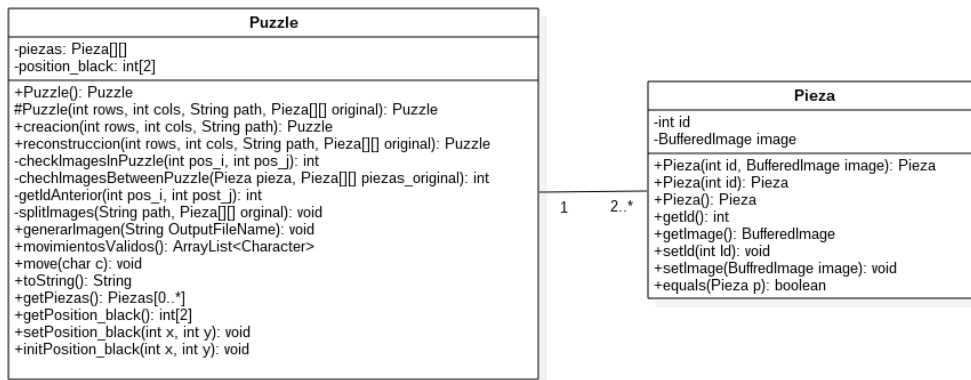 Puzzle
-piezas: Pieza[][]
-position_black: int[2]
+Puzzle(): Puzzle
#Puzzle(int rows, int cols, String path, Pieza[][] original): Puzzle
+creacion(int rows, int cols, String path): Puzzle
+reconstruccion(int rows, int cols, String path, Pieza[][] original): Puzzle
-checkImagesInPuzzle(int pos_i, int pos_j): int
-chechImagesBetweenPuzzle(Pieza pieza, Pieza[][] piezas_original): int
-getIdAnterior(int pos_i, int post_j): int
-splitImages(String path, Pieza[][] orginal): void
+generarImagen(String OutputFileName): void
+movimientosValidos(): ArrayList<Character>
+move(char c): void
+toString(): String
+getPiezas(): Piezas[0..*]
+getPosition_black(): int[2]
+setPosition_black(int x, int y): void
+initPosition_black(int x, int y): void
1
2..*
Pieza
-int id
-BufferedImage image
+Pieza(int id, BufferedImage image): Pieza
+Pieza(int id): Pieza
+Pieza(): Pieza
+getId(): int
+getImage(): BufferedImage
+setId(int Id): void
+setImage(BuffredImage image): void
+equals(Pieza p): boolean